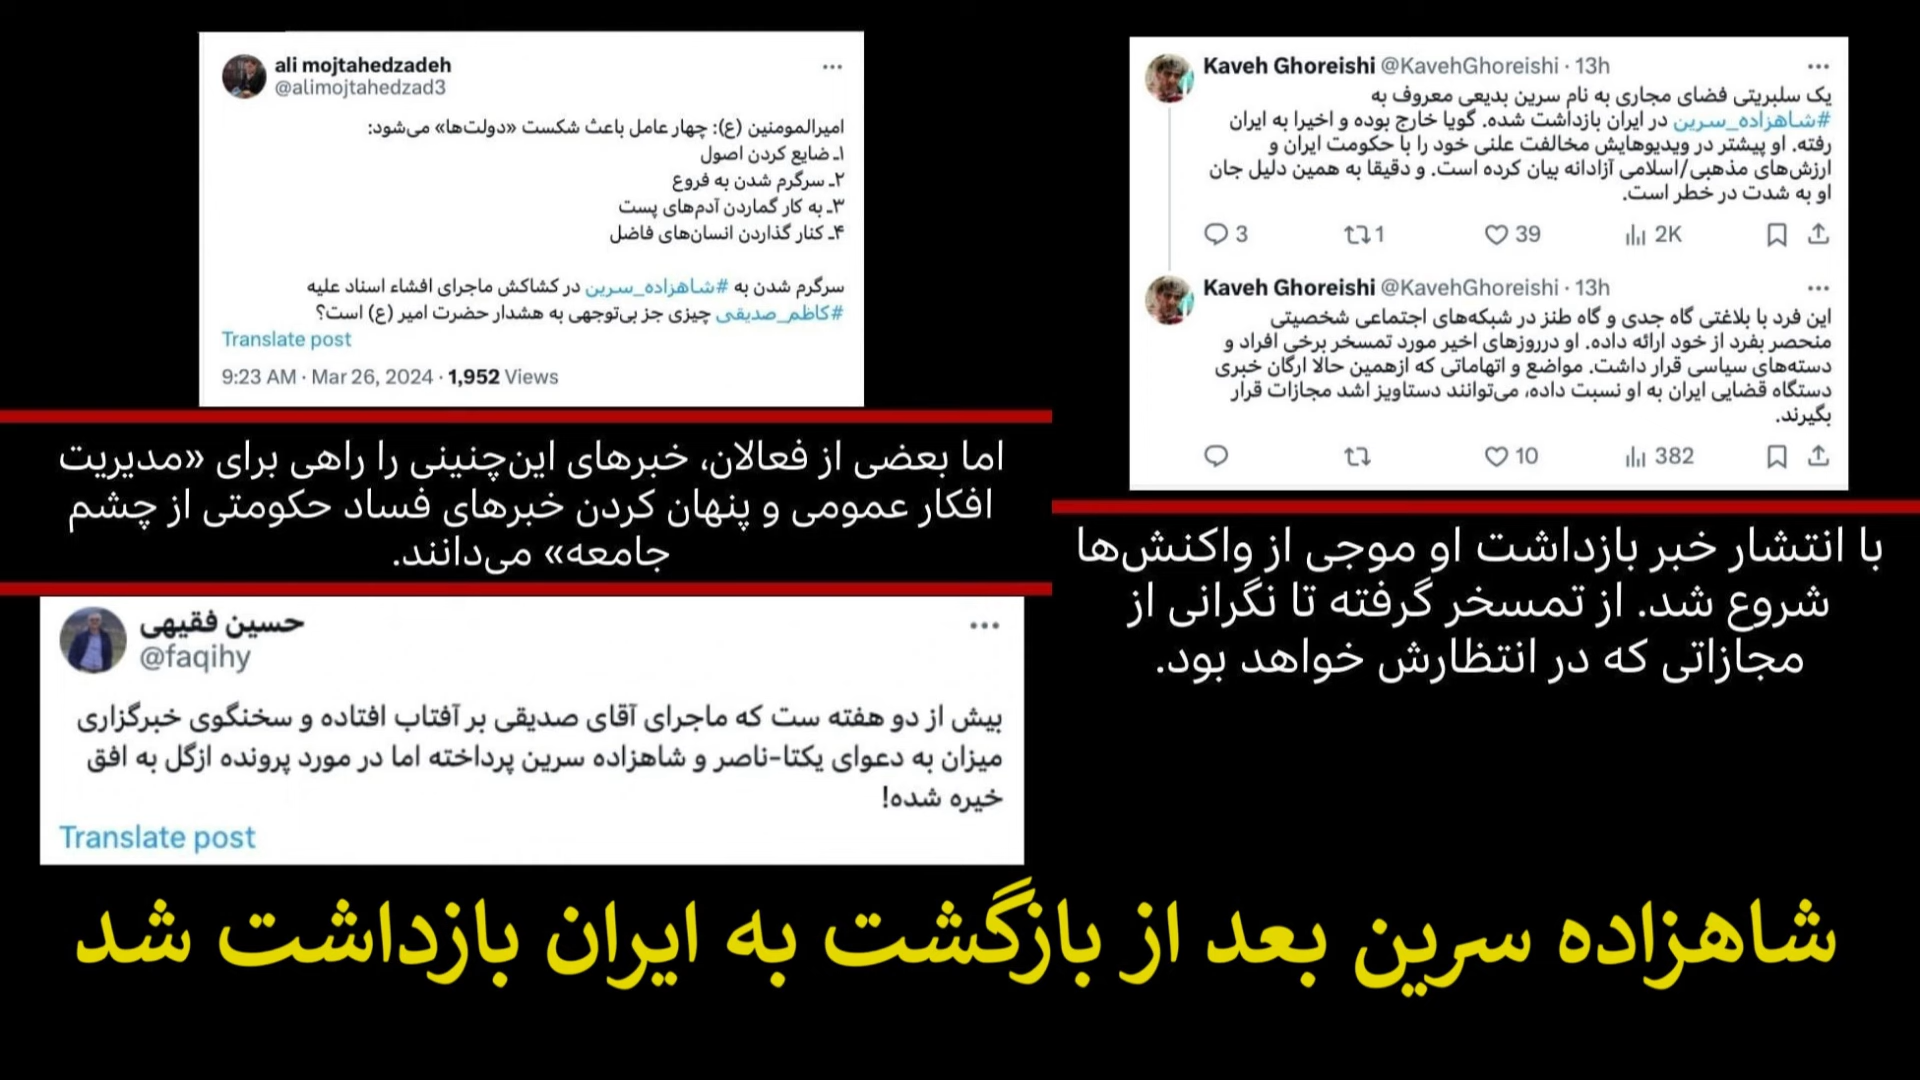 ali mojtahedzadeh
@alimojtahedzad3
امیرالمومنین (ع): چهار عامل باعث شکست «دولت‌ها» می‌شود:
۱ـ ضایع کردن اصول
۲ـ سرگرم شدن به فروع
۳ـ به کار گماردن آدم‌های پست
۴ـ کنار گذاردن انسان‌های فاضل
سرگرم شدن به #شاهزاده_سرین در کشاکش ماجرای افشاء اسناد علیه
#کاظم_صدیقی چیزی جز بی‌توجهی به هشدار حضرت امیر (ع) است؟
Translate post
9:23 AM · Mar 26, 2024 · 1,952 Views
اما بعضی از فعالان، خبرهای این‌چنینی را راهی برای «مدیریت
افکار عمومی و پنهان کردن خبرهای فساد حکومتی از چشم
جامعه» می‌دانند.
حسین فقیهی
@faqihy
بیش از دو هفته ست که ماجرای آقای صدیقی بر آفتاب افتاده و سخنگوی خبرگزاری
میزان به دعوای یکتا-ناصر و شاهزاده سرین پرداخته اما در مورد پرونده ازگل به افق
خیره شده!
Translate post
Kaveh Ghoreishi @KavehGhoreishi · 13h
یک سلبریتی فضای مجاری به نام سرین بدیعی معروف به
#شاهزاده_سرین در ایران بازداشت شده. گویا خارج بوده و اخیرا به ایران
رفته. او پیشتر در ویدیوهایش مخالفت علنی خود را با حکومت ایران و
ارزش‌های مذهبی/اسلامی آزادانه بیان کرده است. و دقیقا به همین دلیل جان
او به شدت در خطر است.
3 1 39 2K
Kaveh Ghoreishi @KavehGhoreishi · 13h
این فرد با بلاغتی گاه جدی و گاه طنز در شبکه‌های اجتماعی شخصیتی
منحصر بفرد از خود ارائه داده. او درروزهای اخیر مورد تمسخر برخی افراد و
دسته‌های سیاسی قرار داشت. مواضع و اتهاماتی که ازهمین حالا ارگان خبری
دستگاه قضایی ایران به او نسبت داده، می‌توانند دستاویز اشد مجازات قرار
بگیرند.
10 382
با انتشار خبر بازداشت او موجی از واکنش‌ها
شروع شد. از تمسخر گرفته تا نگرانی از
مجازاتی که در انتظارش خواهد بود.
شاهزاده سرین بعد از بازگشت به ایران بازداشت شد